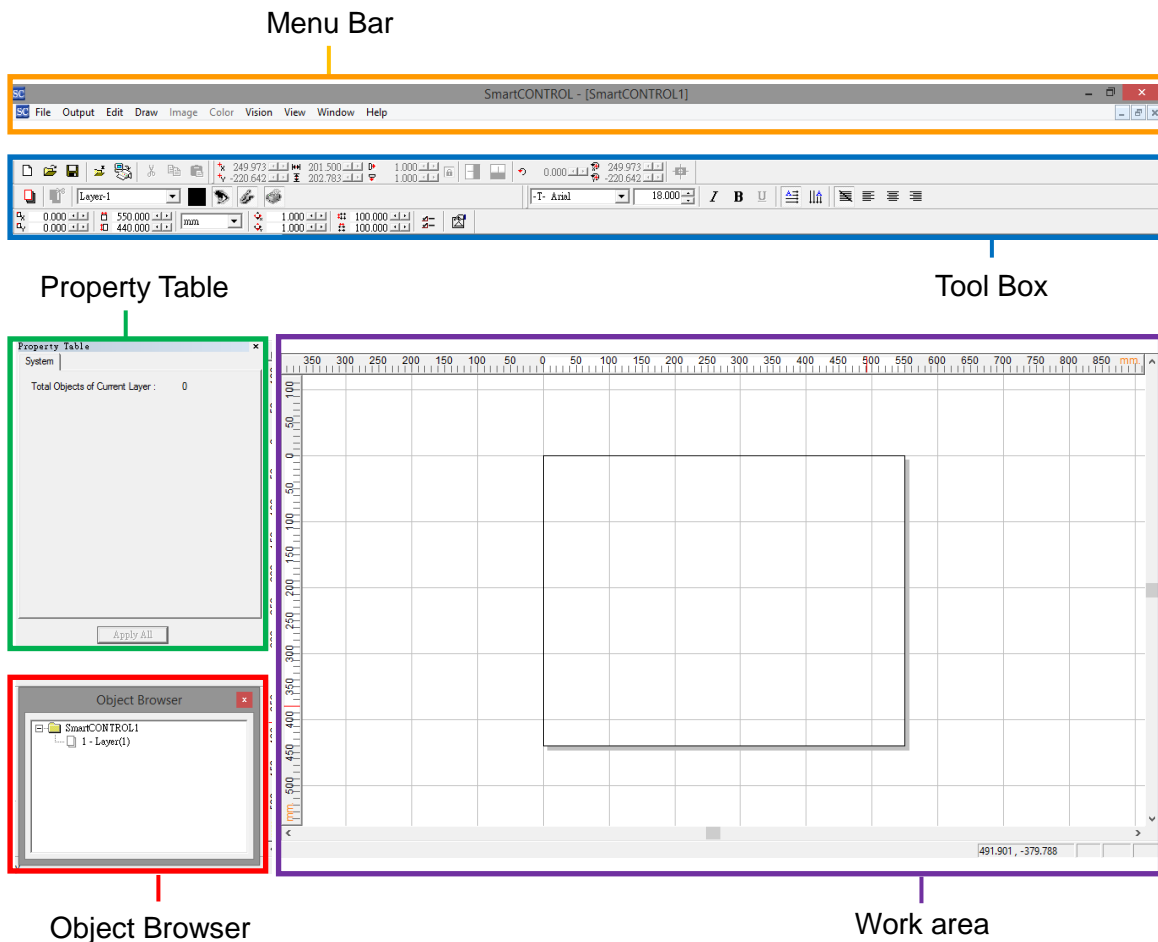 Menu Bar
SC SmartCONTROL - [SmartCONTROL1]
SC File Output Edit Draw Image Color Vision View Window Help
X 249.973 201.500 1.000 0.000 249.973
Y -220.642 202.783 1.000 -220.642
Layer-1 -T- Arial 18.000 I B U
X 0.000 550.000 mm 1.000 100.000
Y 0.000 440.000 1.000 100.000
Property Table
Tool Box
Property Table
System
Total Objects of Current Layer : 0
Apply All
350 300 250 200 150 100 50 0 50 100 150 200 250 300 350 400 450 500 550 600 650 700 750 800 850 mm.
100
50
0
50
100
150
200
250
300
350
400
450
500
mm.
491.901 , -379.788
Object Browser
SmartCONTROL1
1 - Layer(1)
Object Browser
Work area